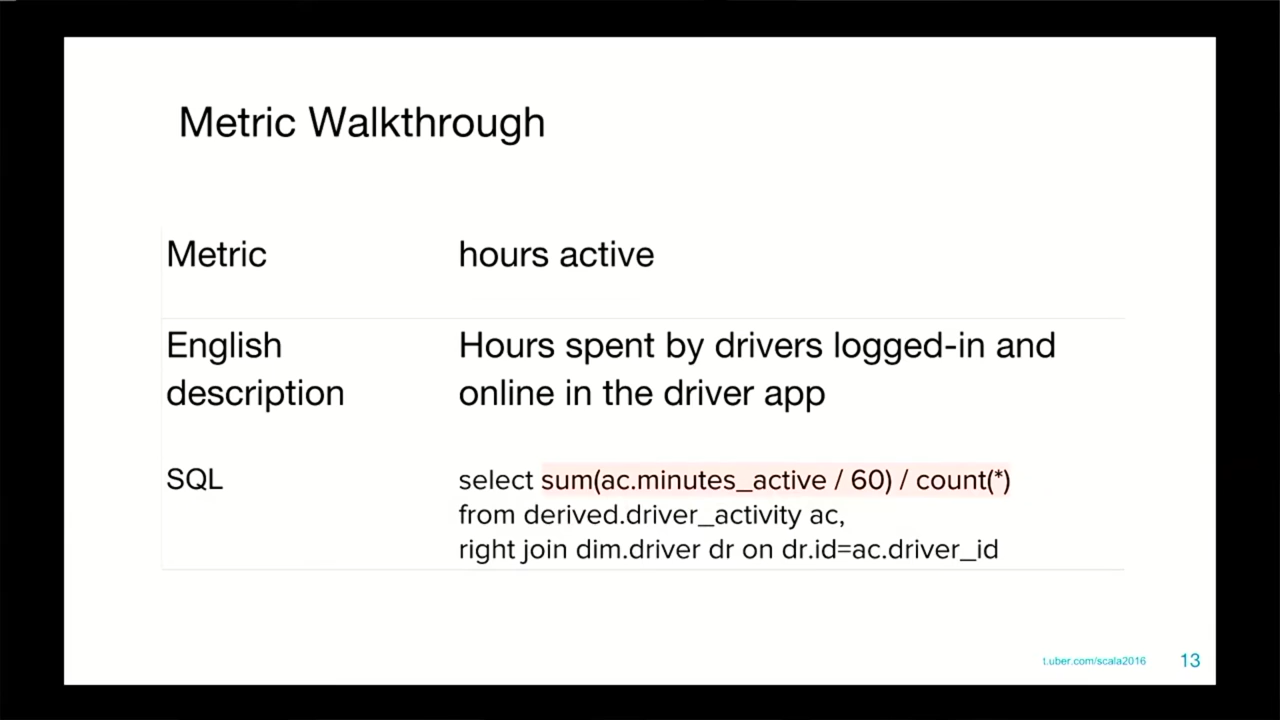 Metric Walkthrough
Metric
hours active
English
description
Hours spent by drivers logged-in and
online in the driver app
SQL
select sum(ac.minutes_active / 60) / count(*)
from derived.driver_activity ac,
right join dim.driver dr on dr.id=ac.driver_id
t.uber.com/scala2016
13